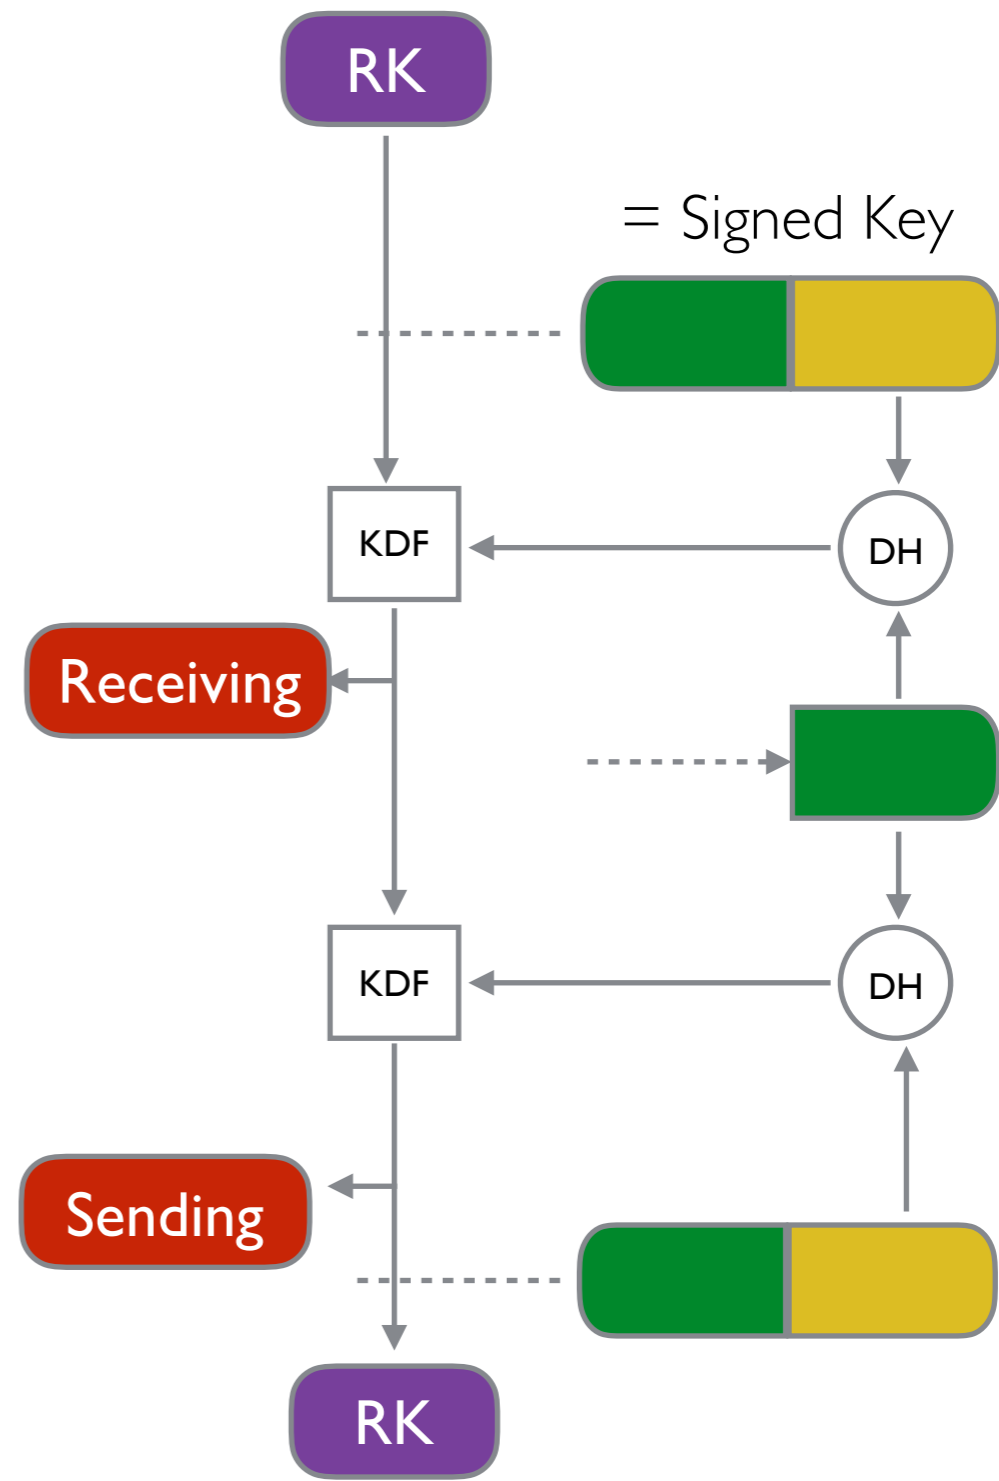 RK
= Signed Key
KDF
DH
Receiving
KDF
DH
Sending
RK